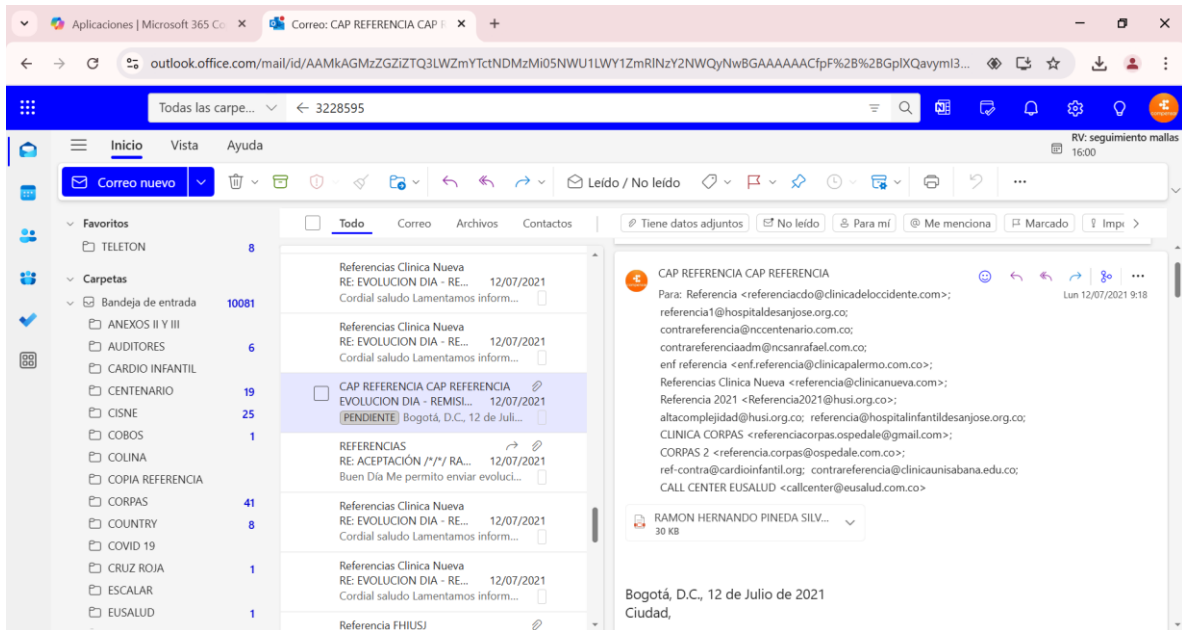 Aplicaciones | Microsoft 365 Co
Correo: CAP REFERENCIA CAP R
outlook.office.com/mail/id/AAMkAGMzZGZiZTQ3LWZmYTctNDMzMi05NWU1LWY1ZmRlNzY2NWQyNwBGAAAAAACfpF%2B%2BGplXQavyml3...
Todas las carpe...
3228595
Inicio
Vista
Ayuda
RV: seguimiento mallas
16:00
Correo nuevo
Leído / No leído
Favoritos
TELETON 8
Carpetas
Bandeja de entrada 10081
ANEXOS II Y III
AUDITORES 6
CARDIO INFANTIL
CENTENARIO 19
CISNE 25
COBOS 1
COLINA
COPIA REFERENCIA
CORPAS 41
COUNTRY 8
COVID 19
CRUZ ROJA 1
ESCALAR
EUSALUD 1
Todo
Correo
Archivos
Contactos
Tiene datos adjuntos
No leído
Para mí
@ Me menciona
Marcado
Referencias Clinica Nueva
RE: EVOLUCION DIA - RE... 12/07/2021
Cordial saludo Lamentamos inform...
Referencias Clinica Nueva
RE: EVOLUCION DIA - RE... 12/07/2021
Cordial saludo Lamentamos inform...
CAP REFERENCIA CAP REFERENCIA
EVOLUCION DIA - REMISI... 12/07/2021
PENDIENTE Bogotá, D.C., 12 de Juli...
REFERENCIAS
RE: ACEPTACIÓN /*/*/ RA... 12/07/2021
Buen Día Me permito enviar evoluci...
Referencias Clinica Nueva
RE: EVOLUCION DIA - RE... 12/07/2021
Cordial saludo Lamentamos inform...
Referencias Clinica Nueva
RE: EVOLUCION DIA - RE... 12/07/2021
Cordial saludo Lamentamos inform...
Referencia FHIUSJ
CAP REFERENCIA CAP REFERENCIA
Para: Referencia <referenciacdo@clinicadeloccidente.com>;
Lun 12/07/2021 9:18
referencia1@hospitaldesanjose.org.co;
contrareferencia@nccentenario.com.co;
contrareferenciaadm@ncsanrafael.com.co;
enf referencia <enf.referencia@clinicapalermo.com.co>;
Referencias Clinica Nueva <referencia@clinicanueva.com>;
Referencia 2021 <Referencia2021@husi.org.co>;
altacomplejidad@husi.org.co; referencia@hospitalinfantildesanjose.org.co;
CLINICA CORPAS <referenciacorpas.ospedale@gmail.com>;
CORPAS 2 <referencia.corpas@ospedale.com.co>;
ref-contra@cardioinfantil.org; contrareferencia@clinicaunisabana.edu.co;
CALL CENTER EUSALUD <callcenter@eusalud.com.co>
RAMON HERNANDO PINEDA SILV...
30 KB
Bogotá, D.C., 12 de Julio de 2021
Ciudad,